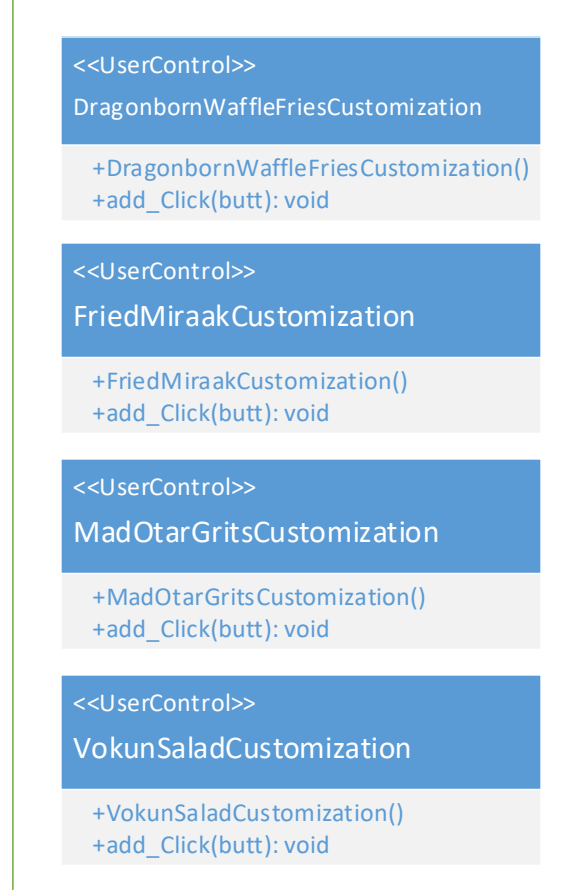 <<UserControl>>
DragonbornWaffleFriesCustomization
+DragonbornWaffleFriesCustomization()
+add_Click(butt): void
<<UserControl>>
FriedMiraakCustomization
+FriedMiraakCustomization()
+add_Click(butt): void
<<UserControl>>
MadOtarGritsCustomization
+MadOtarGritsCustomization()
+add_Click(butt): void
<<UserControl>>
VokunSaladCustomization
+VokunSaladCustomization()
+add_Click(butt): void